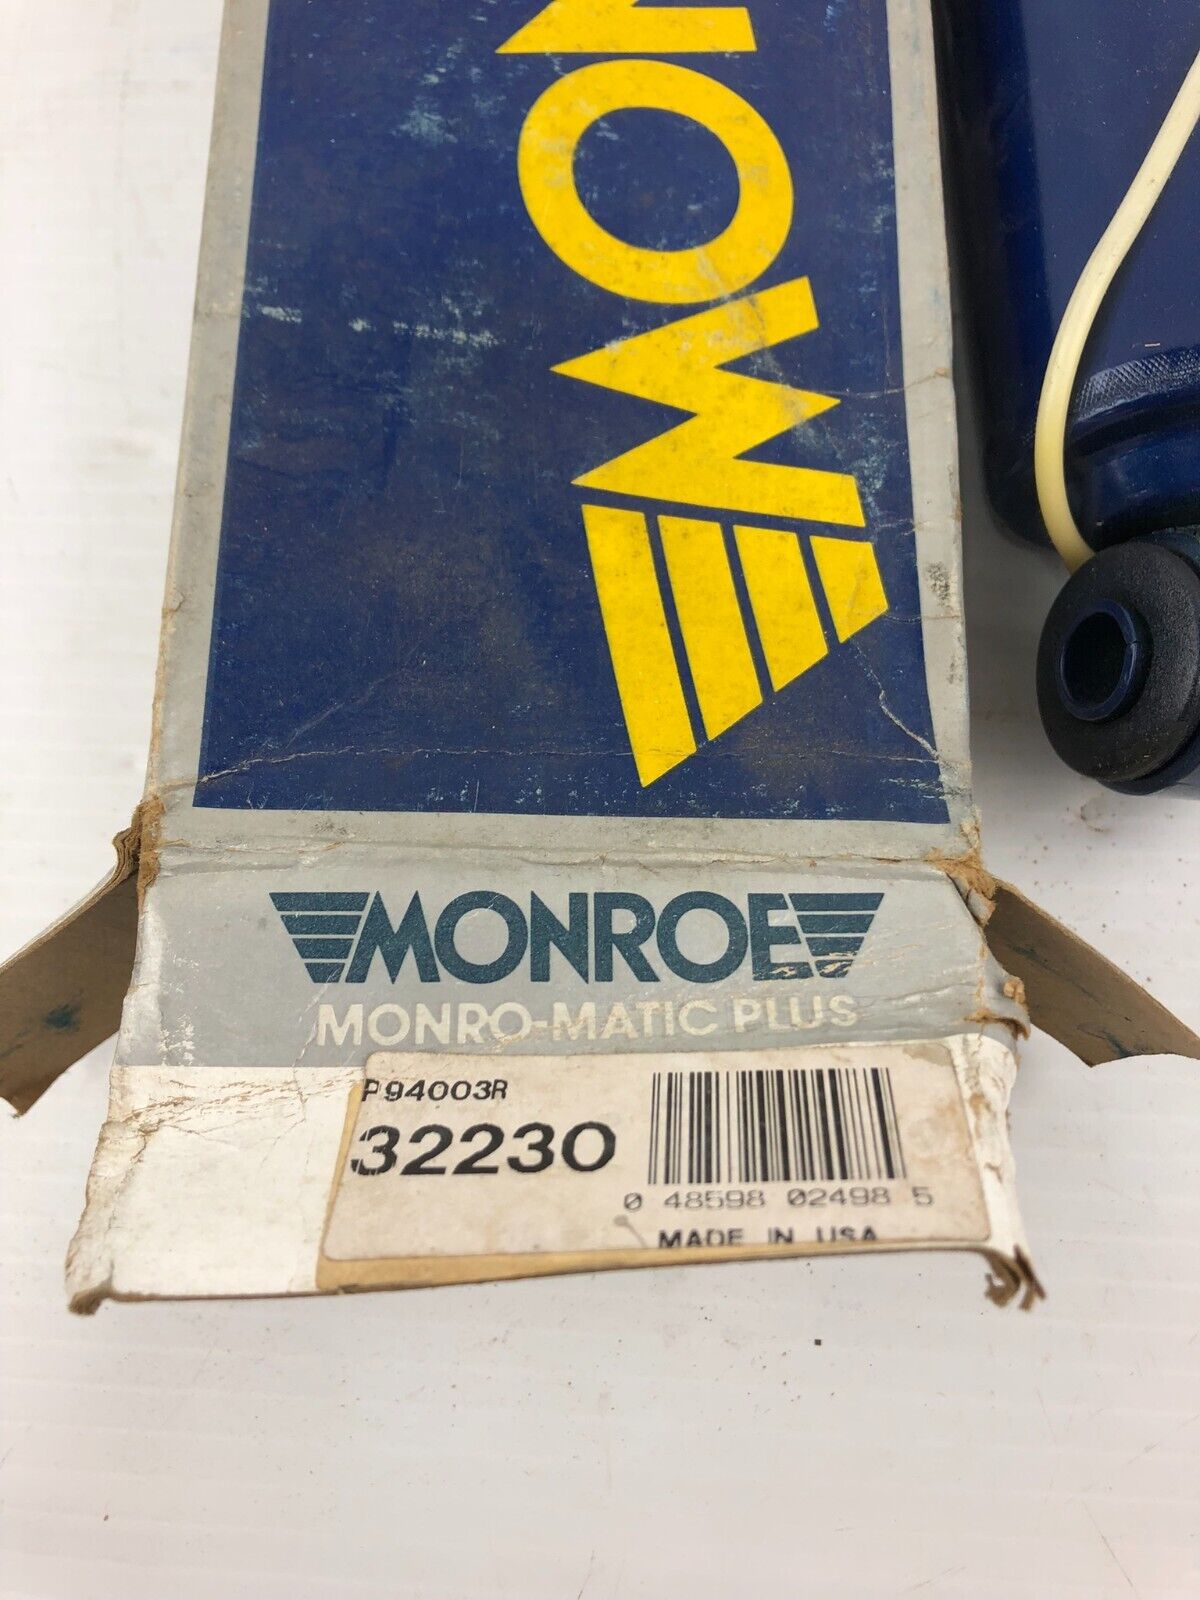 MON
MONROE
MONRO-MATIC PLUS
P94003R
32230
0 48598 02498 5
MADE IN USA